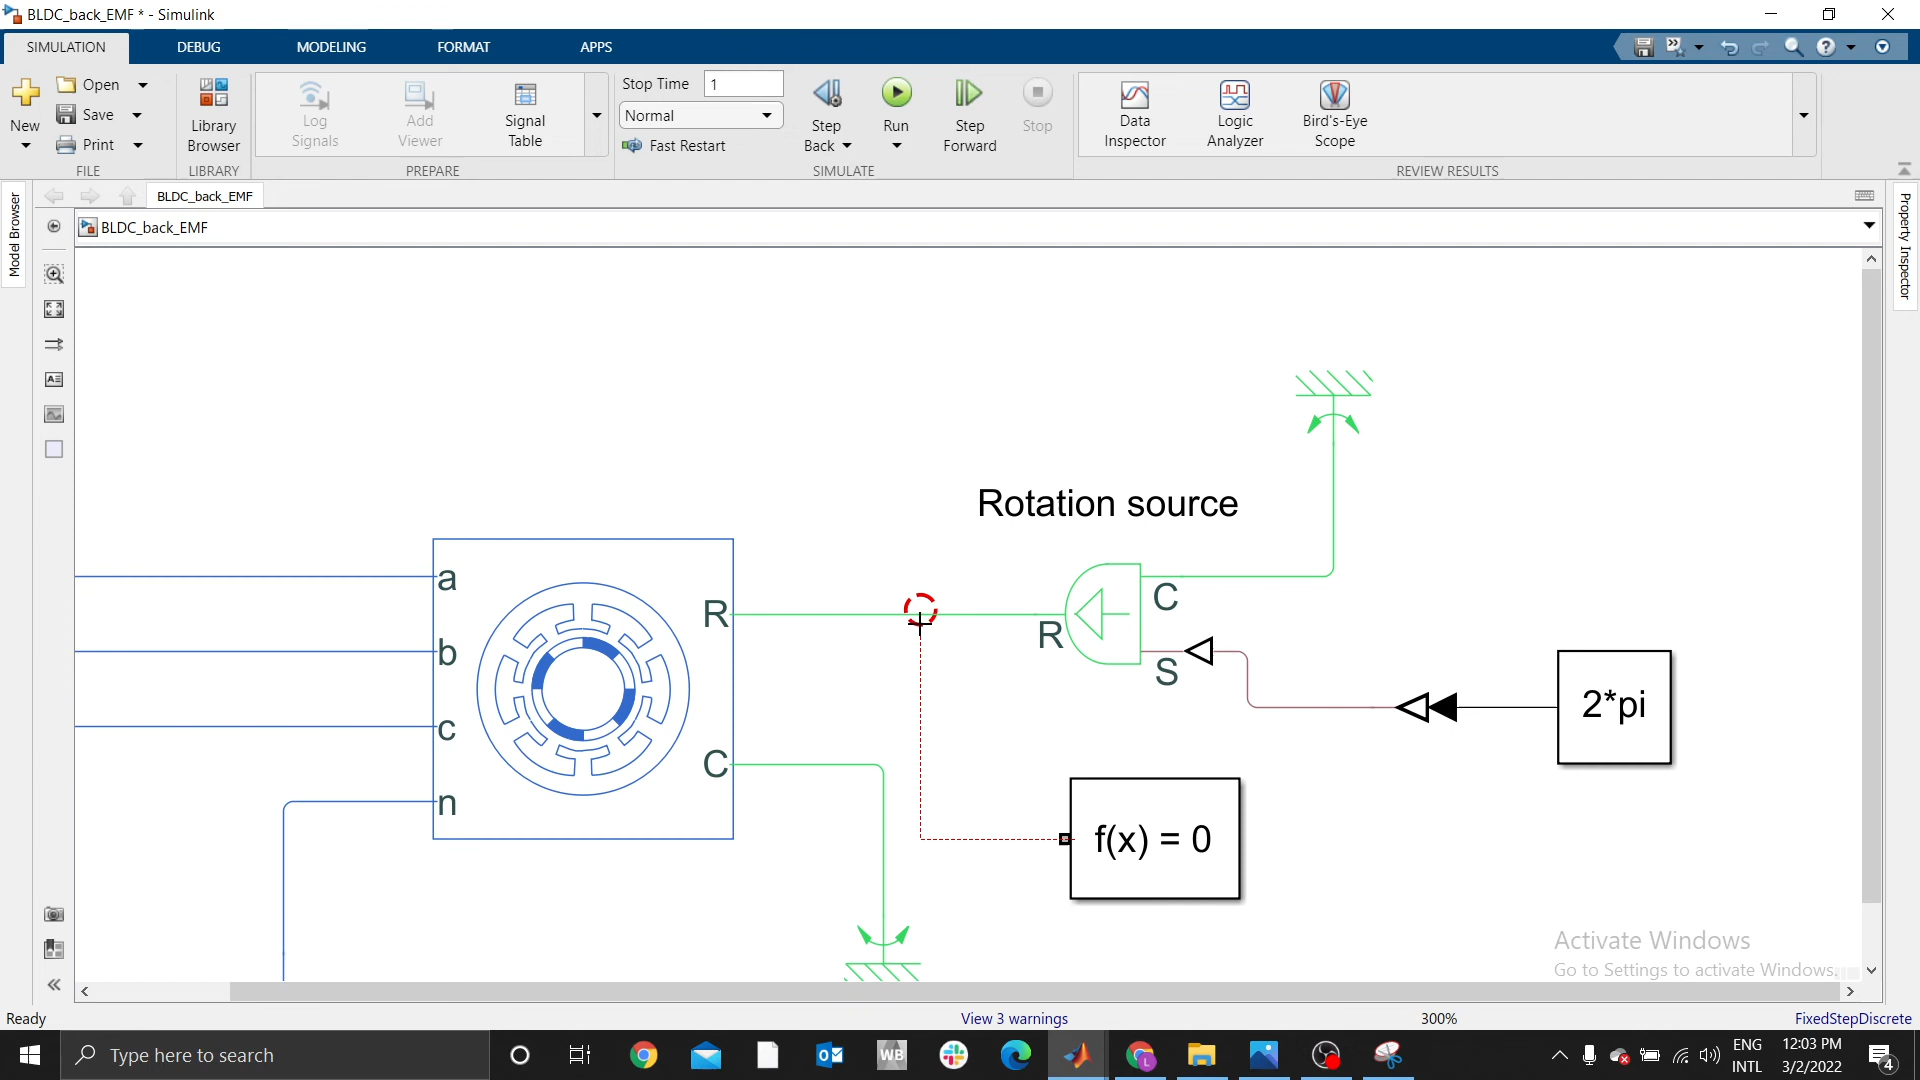 BLDC_back_EMF * - Simulink
SIMULATION
DEBUG
MODELING
FORMAT
APPS
New
Open
Save
Print
FILE
Library
Browser
LIBRARY
Log
Signals
Add
Viewer
Signal
Table
PREPARE
Stop Time
1
Normal
Fast Restart
Step
Back
Run
Step
Forward
Stop
SIMULATE
Data
Inspector
Logic
Analyzer
Bird's-Eye
Scope
REVIEW RESULTS
Model Browser
BLDC_back_EMF
BLDC_back_EMF
Property Inspector
Rotation source
a
b
c
n
R
C
R
C
S
2*pi
f(x) = 0
Activate Windows
Go to Settings to activate Windows.
Ready
View 3 warnings
300%
FixedStepDiscrete
Type here to search
WB
L
ENG
INTL
12:03 PM
3/2/2022
4